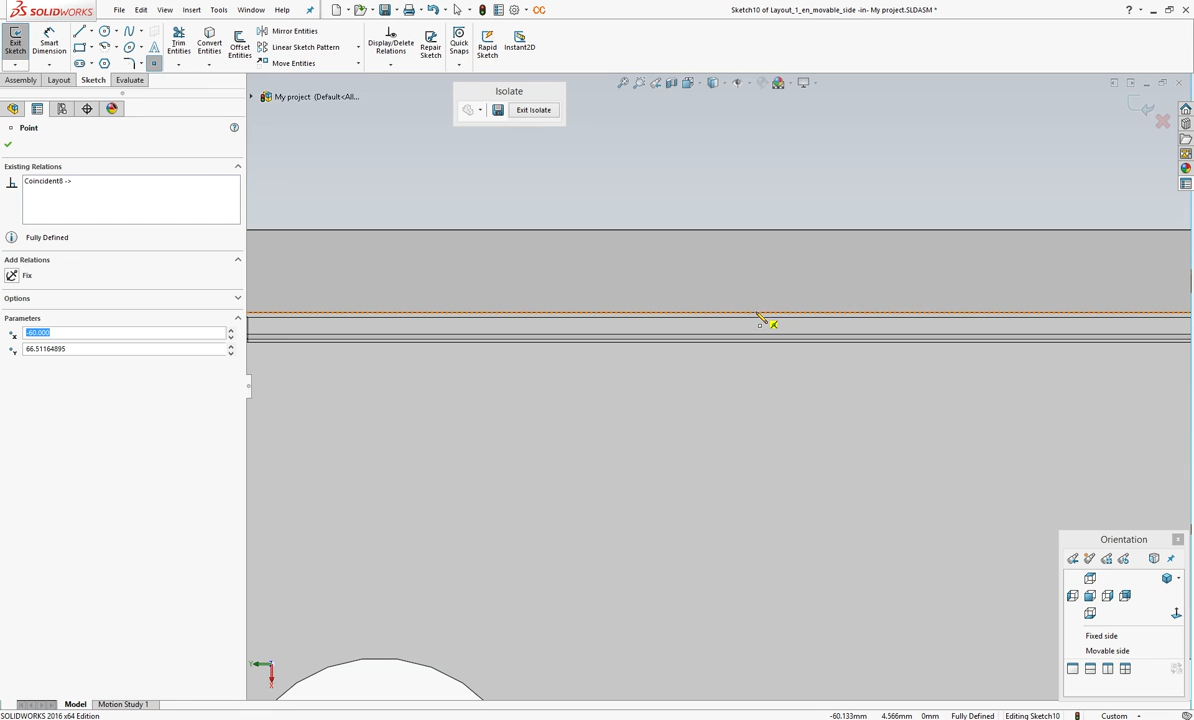 SOLIDWORKS
File Edit View Insert Tools Window Help
Sketch10 of Layout_1_en_movable_side -in- My project.SLDASM *
Exit Sketch
Smart Dimension
Trim Entities
Convert Entities
Offset Entities
Mirror Entities
Linear Sketch Pattern
Move Entities
Display/Delete Relations
Repair Sketch
Quick Snaps
Rapid Sketch
Instant2D
Assembly Layout Sketch Evaluate
My project (Default<All...
Isolate
Exit Isolate
Point
Existing Relations
Coincident8 ->
Fully Defined
Add Relations
Fix
Options
Parameters
-60.000
66.51164895
Orientation
Fixed side
Movable side
Model Motion Study 1
SOLIDWORKS 2016 x64 Edition
-60.133mm 4.566mm 0mm Fully Defined Editing Sketch10 Custom